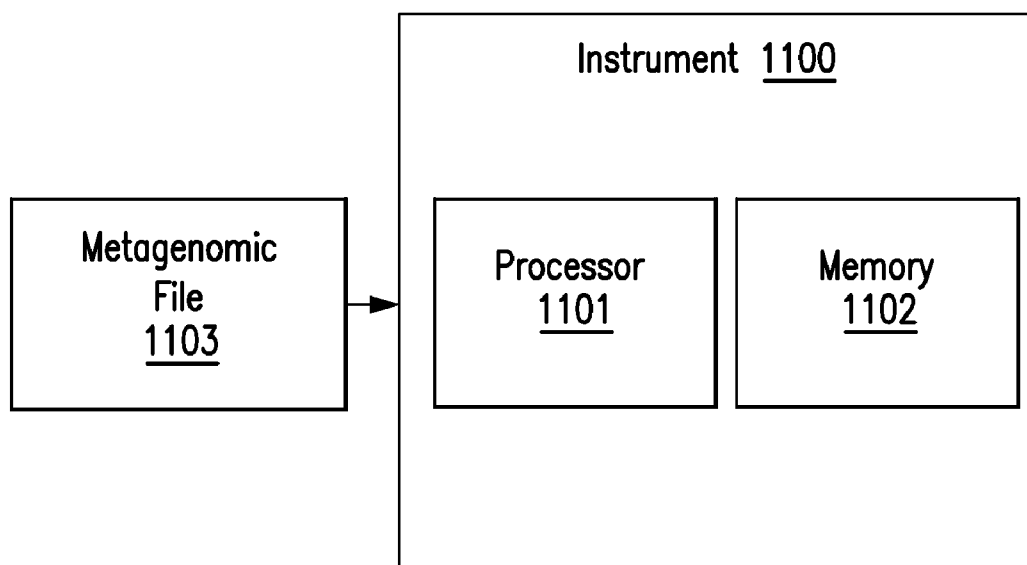 Instrument 1100
Metagenomic
File
1103
Processor
1101
Memory
1102